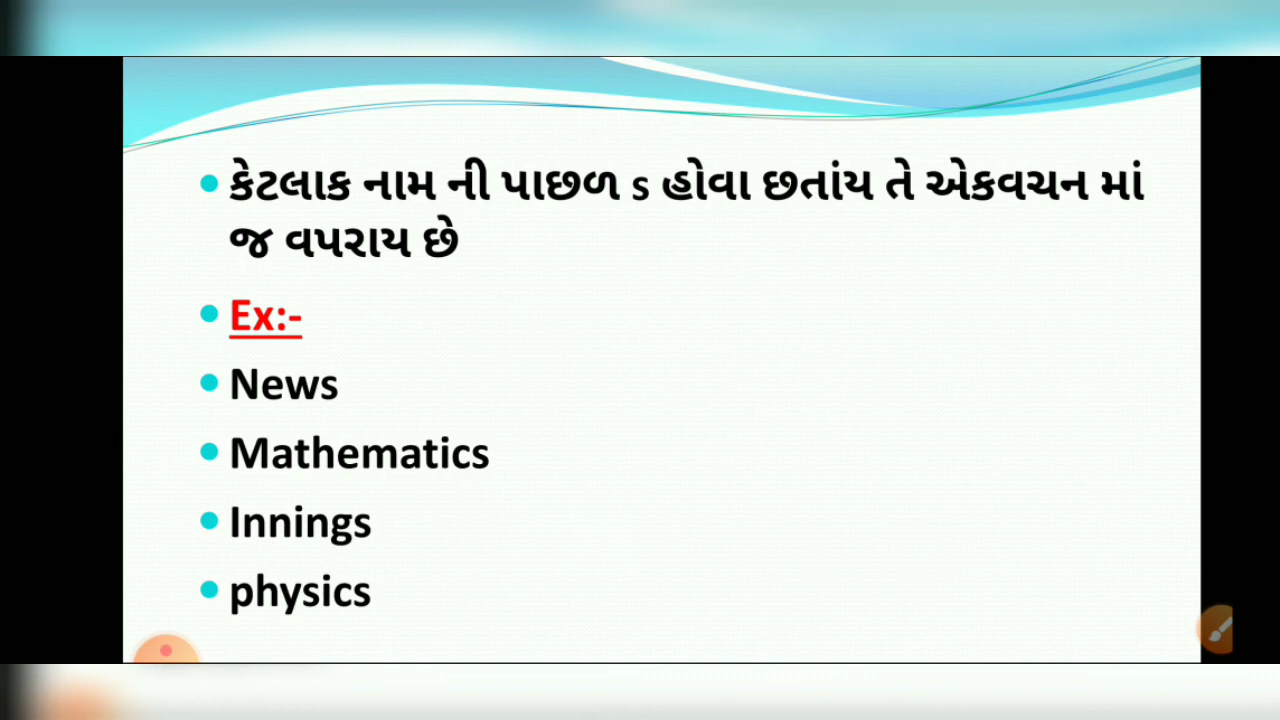 કેટલાક નામ ની પાછળ s હોવા છતાંય તે એકવચન માં
જ વપરાય છે
Ex:-
News
Mathematics
Innings
physics